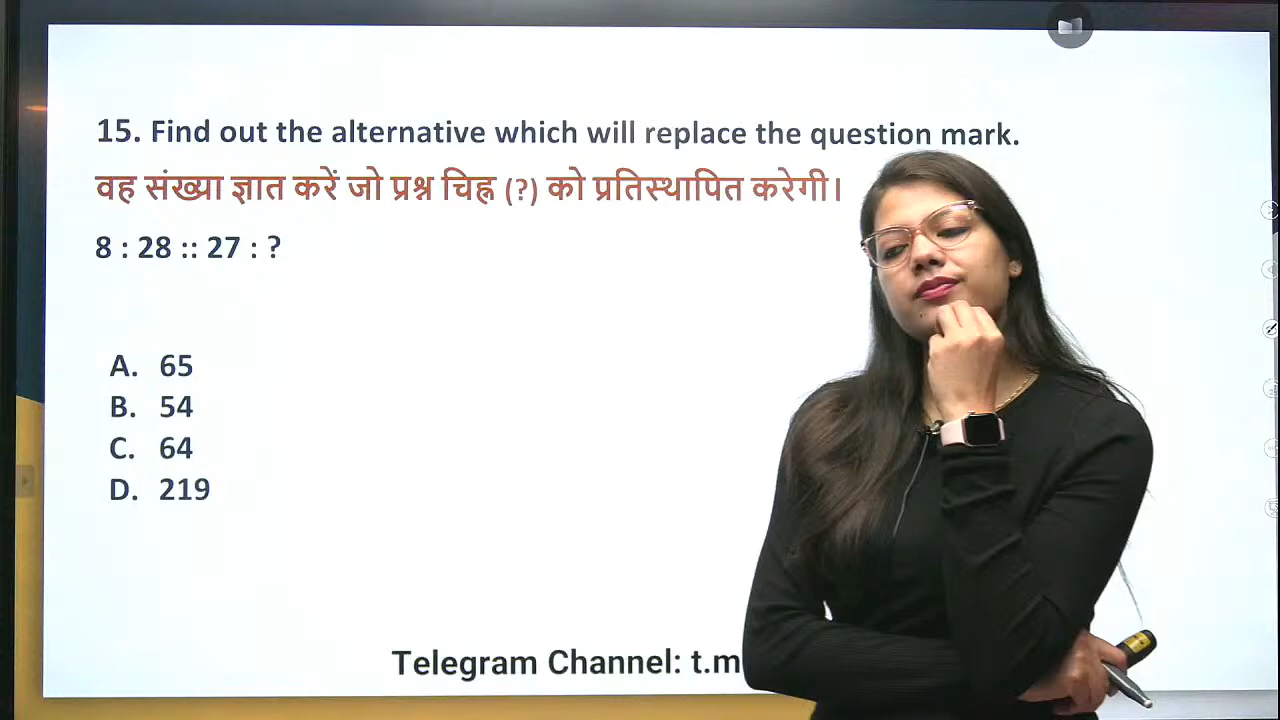 15. Find out the alternative which will replace the question mark.
वह संख्या ज्ञात करें जो प्रश्न चिह्न (?) को प्रतिस्थापित करेगी।
8 : 28 :: 27 : ?
A. 65
B. 54
C. 64
D. 219
Telegram Channel: t.m